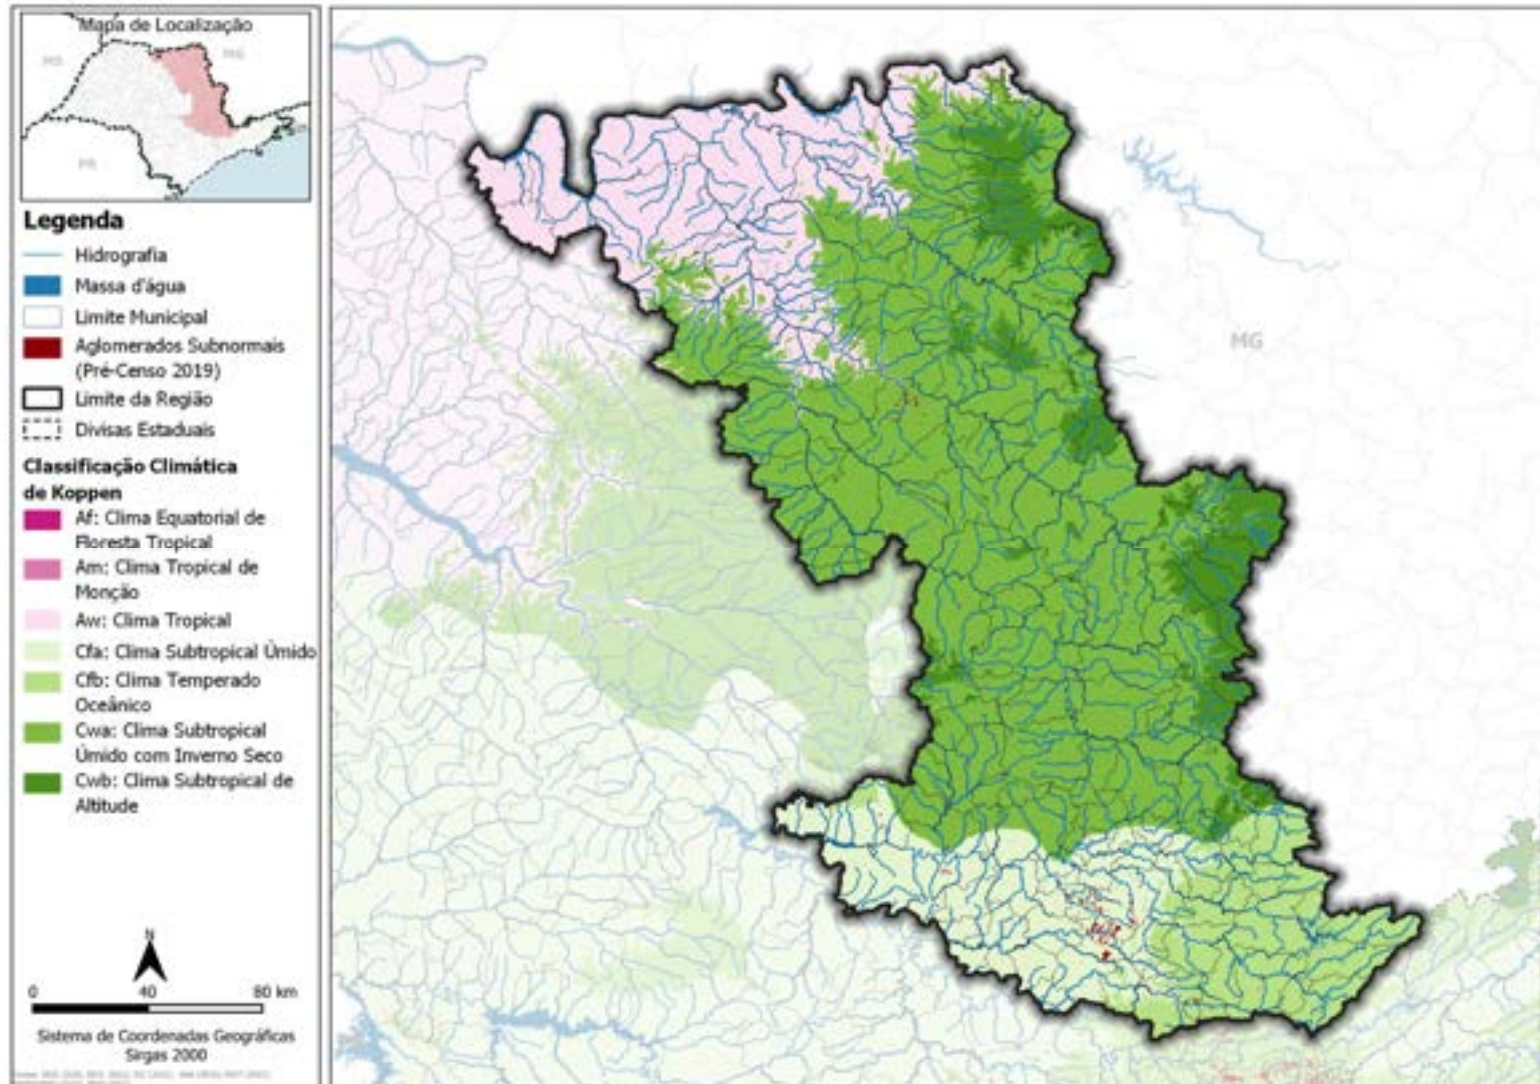 Mapa de Localização
MS
MG
PR
Legenda
Hidrografia
Massa d'água
Limite Municipal
Aglomerados Subnormais
(Pré-Censo 2019)
Limite da Região
Divisas Estaduais
Classificação Climática
de Koppen
Af: Clima Equatorial de
Floresta Tropical
Am: Clima Tropical de
Monção
Aw: Clima Tropical
Cfa: Clima Subtropical Úmido
Cfb: Clima Temperado
Oceânico
Cwa: Clima Subtropical
Úmido com Inverno Seco
Cwb: Clima Subtropical de
Altitude
N
0 40 80 km
Sistema de Coordenadas Geográficas
Sirgas 2000
MG